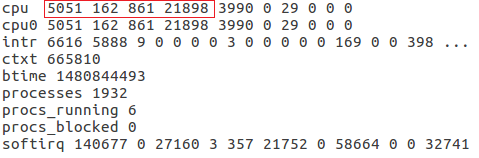 cpu 5051 162 861 21898 3990 0 29 0 0 0
cpu0 5051 162 861 21898 3990 0 29 0 0 0
intr 6616 5888 9 0 0 0 0 3 0 0 0 0 0 169 0 0 398 ...
ctxt 665810
btime 1480844493
processes 1932
procs_running 6
procs_blocked 0
softirq 140677 0 27160 3 357 21752 0 58664 0 0 32741